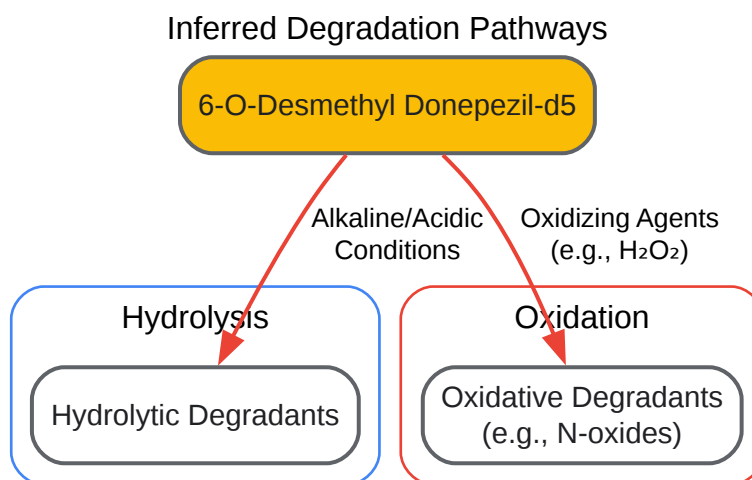 Inferred Degradation Pathways
6-O-Desmethyl Donepezil-d5
Alkaline/Acidic
Conditions
Oxidizing Agents
(e.g., H₂O₂)
Hydrolysis
Hydrolytic Degradants
Oxidation
Oxidative Degradants
(e.g., N-oxides)